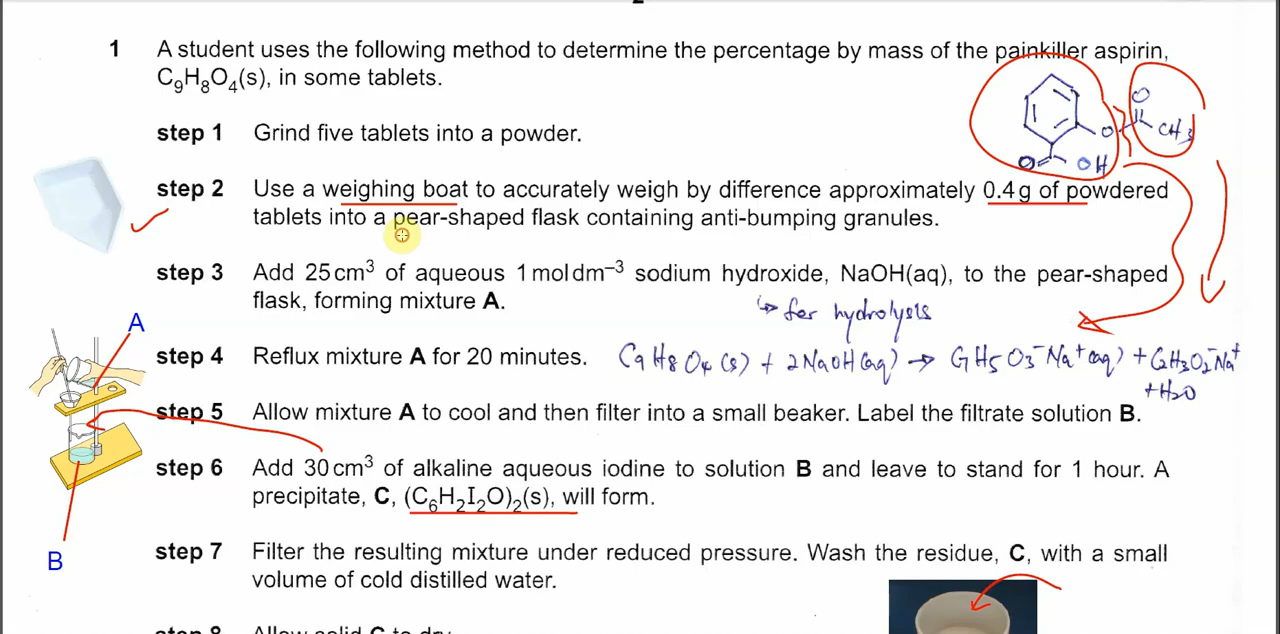 1 A student uses the following method to determine the percentage by mass of the painkiller aspirin,
C₉H₈O₄(s), in some tablets.
O
O
CH₃
O
OH
step 1 Grind five tablets into a powder.
step 2 Use a weighing boat to accurately weigh by difference approximately 0.4 g of powdered
tablets into a pear-shaped flask containing anti-bumping granules.
step 3 Add 25 cm³ of aqueous 1 mol dm⁻³ sodium hydroxide, NaOH(aq), to the pear-shaped
flask, forming mixture A.
↳ for hydrolysis
A
step 4 Reflux mixture A for 20 minutes.
C₉H₈O₄ (s) + 2NaOH (aq) → C₇H₅O₃⁻Na⁺(aq) + C₂H₃O₂⁻Na⁺
+ H₂O
step 5 Allow mixture A to cool and then filter into a small beaker. Label the filtrate solution B.
step 6 Add 30 cm³ of alkaline aqueous iodine to solution B and leave to stand for 1 hour. A
precipitate, C, (C₆H₂I₂O)₂(s), will form.
B
step 7 Filter the resulting mixture under reduced pressure. Wash the residue, C, with a small
volume of cold distilled water.
step 8 Allow solid C to dry.